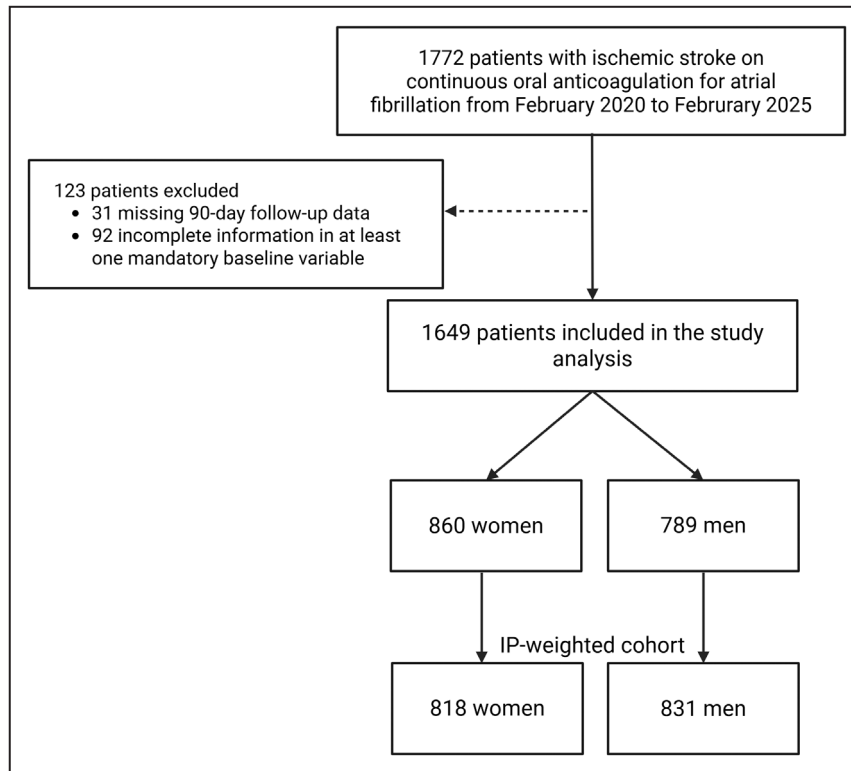 1772 patients with ischemic stroke on
continuous oral anticoagulation for atrial
fibrillation from February 2020 to Februrary 2025
123 patients excluded
• 31 missing 90-day follow-up data
• 92 incomplete information in at least
one mandatory baseline variable
1649 patients included in the study
analysis
860 women
789 men
IP-weighted cohort
818 women
831 men